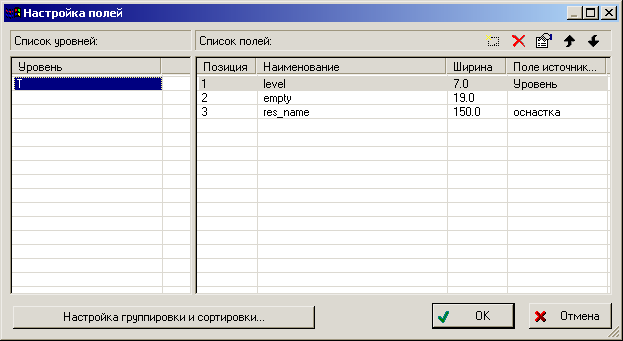 Настройка полей
Список уровней:
Список полей:
Уровень
Т
Позиция Наименование Ширина Поле источник...
1 level 7.0 Уровень
2 empty 19.0
3 res_name 150.0 оснастка
Настройка группировки и сортировки...
OK
Отмена